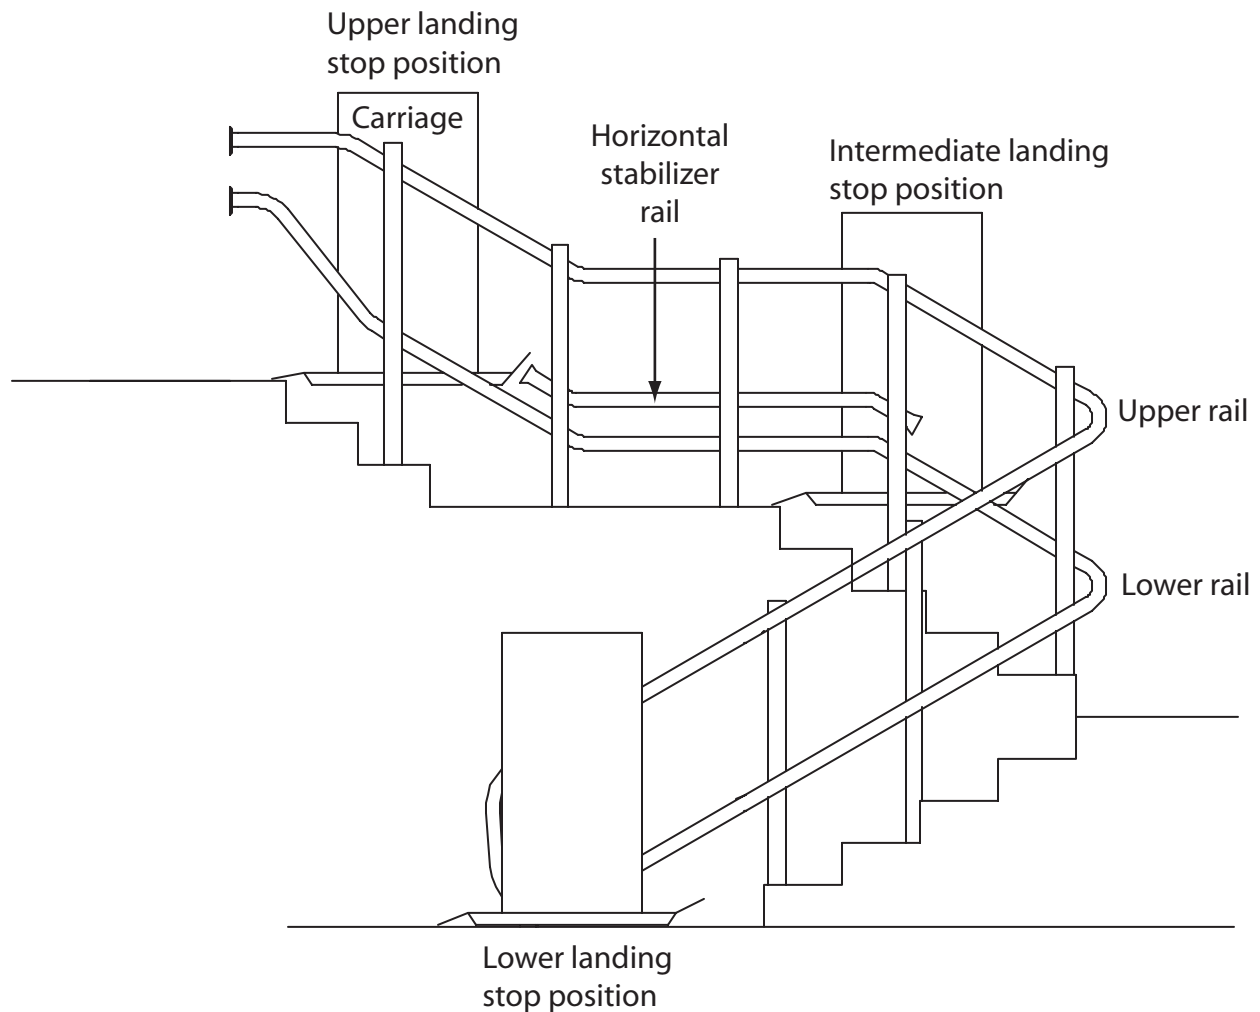 Upper landing
stop position
Carriage
Horizontal
stabilizer
rail
Intermediate landing
stop position
Upper rail
Lower rail
Lower landing
stop position